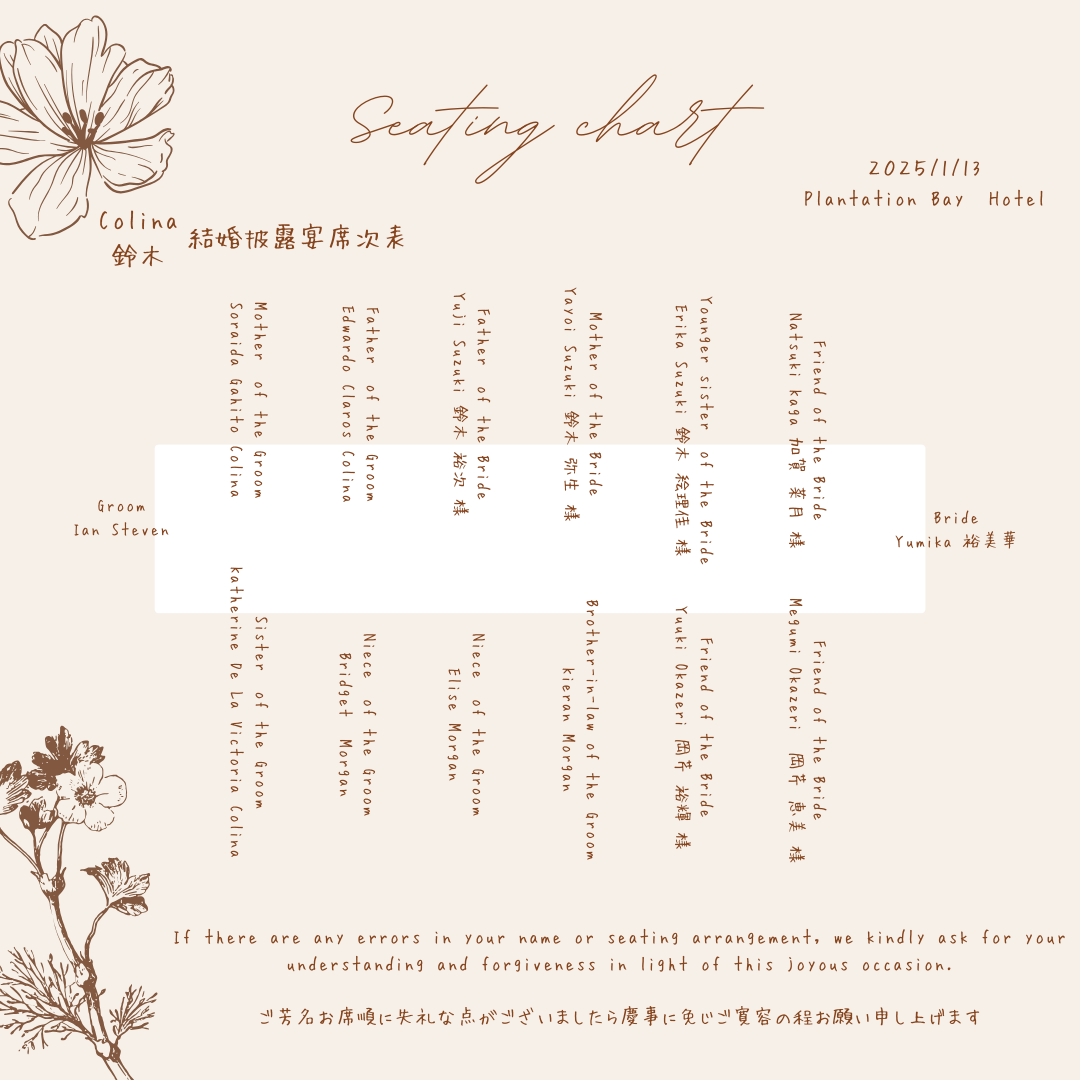 Seating chart
2025/1/13
Plantation Bay Hotel
Colina
鈴木
結婚披露宴席次表
Mother of the Groom
Soraida Gahito Colina
Father of the Groom
Edwardo Claros Colina
Father of the Bride
Yuji Suzuki 鈴木 裕次 様
Mother of the Bride
Yayoi Suzuki 鈴木 弥生 様
Younger sister of the Bride
Erika Suzuki 鈴木 絵理佳 様
Friend of the Bride
Natsuki kaga 加賀 菜月 様
Groom
Ian Steven
Bride
Yumika 裕美華
Sister of the Groom
katherine De La Victoria Colina
Niece of the Groom
Bridget Morgan
Niece of the Groom
Elise Morgan
Brother-in-law of the Groom
kieran Morgan
Friend of the Bride
Yuuki Okazeri 岡芹 裕輝 様
Friend of the Bride
Megumi Okazeri 岡芹 恵美 様
If there are any errors in your name or seating arrangement, we kindly ask for your
understanding and forgiveness in light of this joyous occasion.
ご芳名お席順に失礼な点がございましたら慶事に免じご寛容の程お願い申し上げます